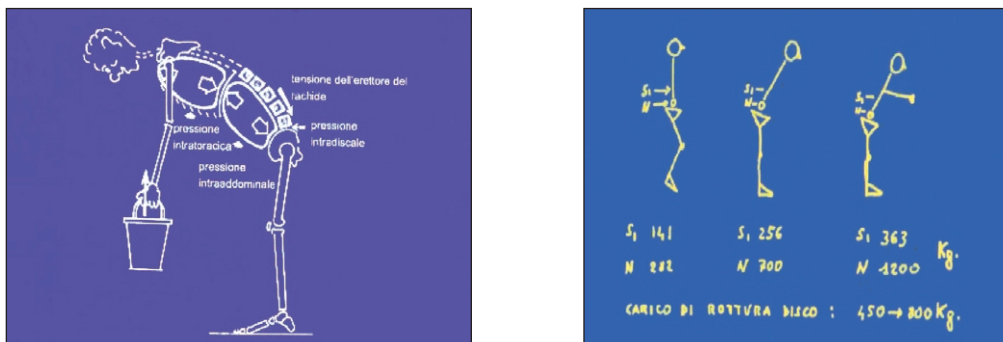 tensione dell'erettore del
rachide
pressione
intradiscale
pressione
intratoracica
pressione
intraaddominale
S₁
N
S₁
N
S₁
N
S₁ 141
S₁ 256
S₁ 363
Kg.
N 282
N 700
N 1200
CARICO DI ROTTURA DISCO : 450→800 Kg.